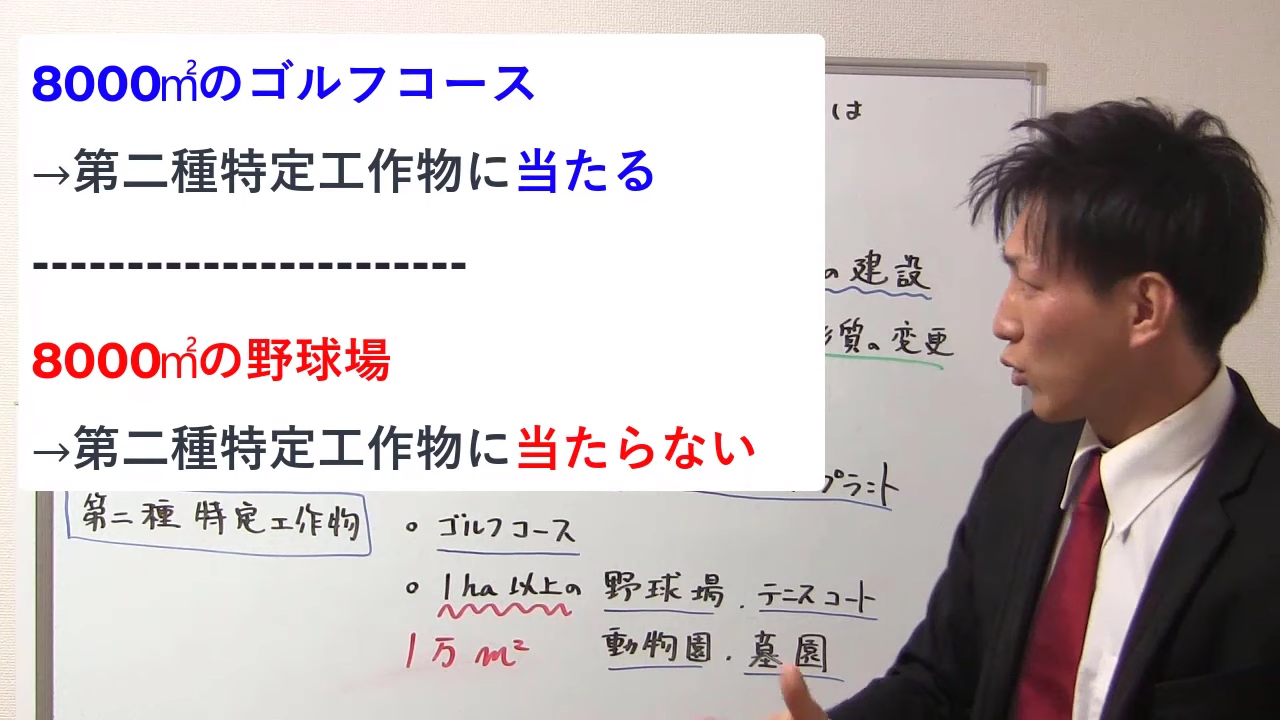 8000㎡のゴルフコース
→第二種特定工作物に当たる
-----------------------
8000㎡の野球場
→第二種特定工作物に当たらない
は
の建設
質の変更
プラント
第二種特定工作物
○ ゴルフコース
○ 1ha以上の 野球場.テニスコート
1万m² 動物園.墓園